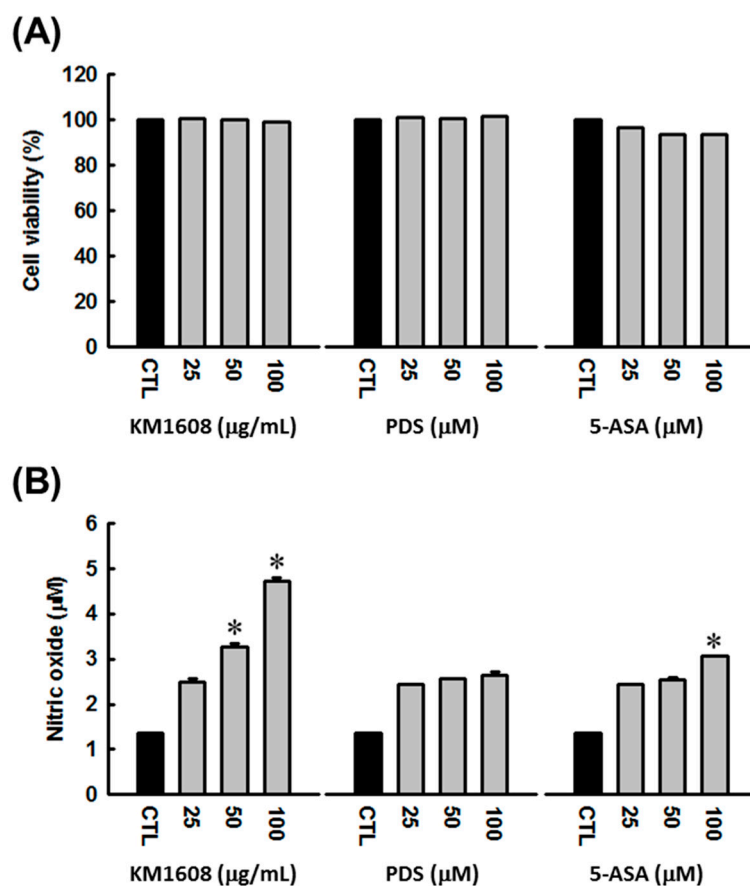 (A)
Cell viability (%)
120
100
80
60
40
20
0
CTL 25 50 100 CTL 25 50 100 CTL 25 50 100
KM1608 (μg/mL) PDS (μM) 5-ASA (μM)
(B)
Nitric oxide (μM)
6
5
4
3
2
1
0
* * *
CTL 25 50 100 CTL 25 50 100 CTL 25 50 100
KM1608 (μg/mL) PDS (μM) 5-ASA (μM)